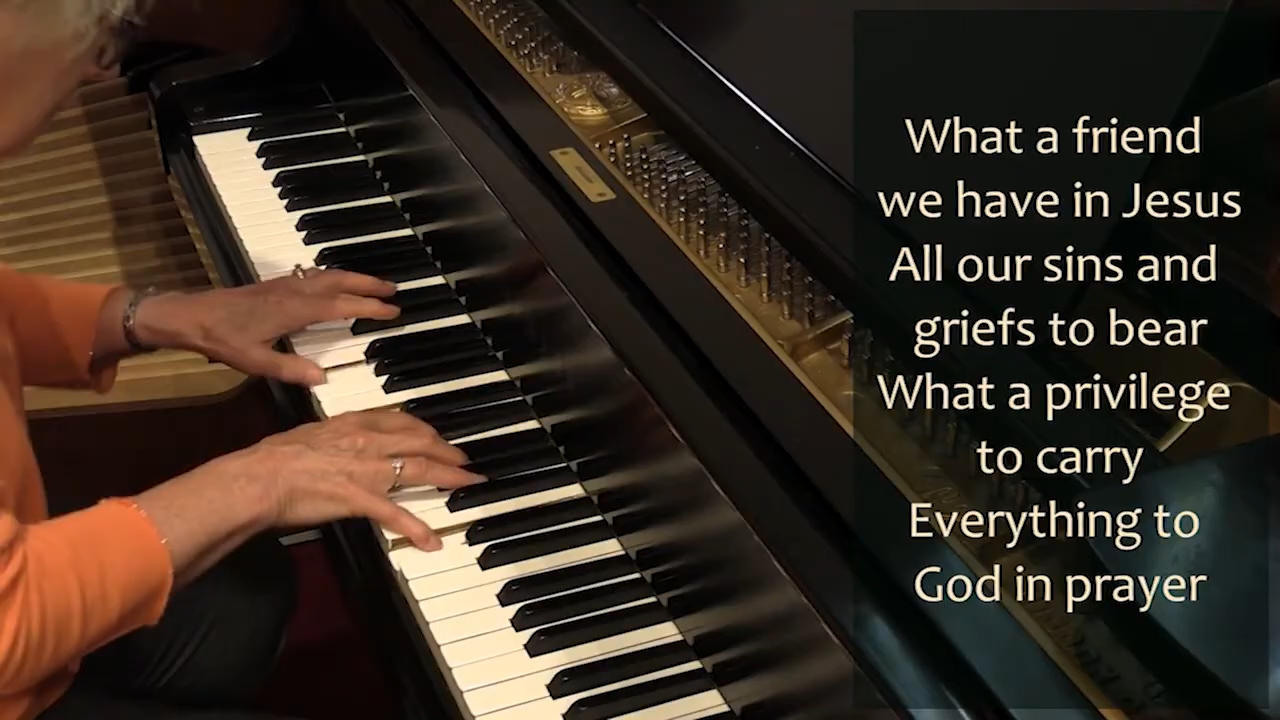 What a friend
we have in Jesus
All our sins and
griefs to bear
What a privilege
to carry
Everything to
God in prayer